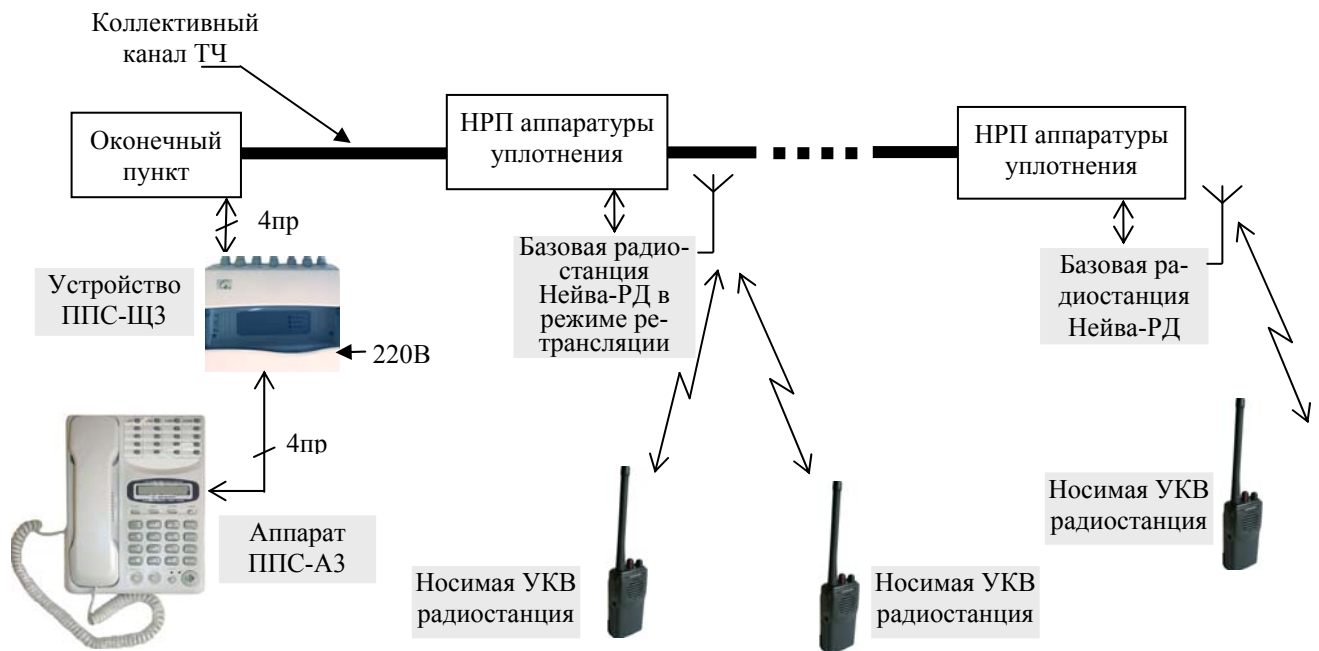 Коллективный
канал ТЧ
Оконечный
пункт
НРП аппаратуры
уплотнения
НРП аппаратуры
уплотнения
4пр
Устройство
ППС-ЩЗ
220В
Базовая радио-
станция
Нейва-РД в
режиме ре-
трансляции
Базовая ра-
диостанция
Нейва-РД
4пр
Аппарат
ППС-АЗ
Носимая УКВ
радиостанция
Носимая УКВ
радиостанция
Носимая УКВ
радиостанция